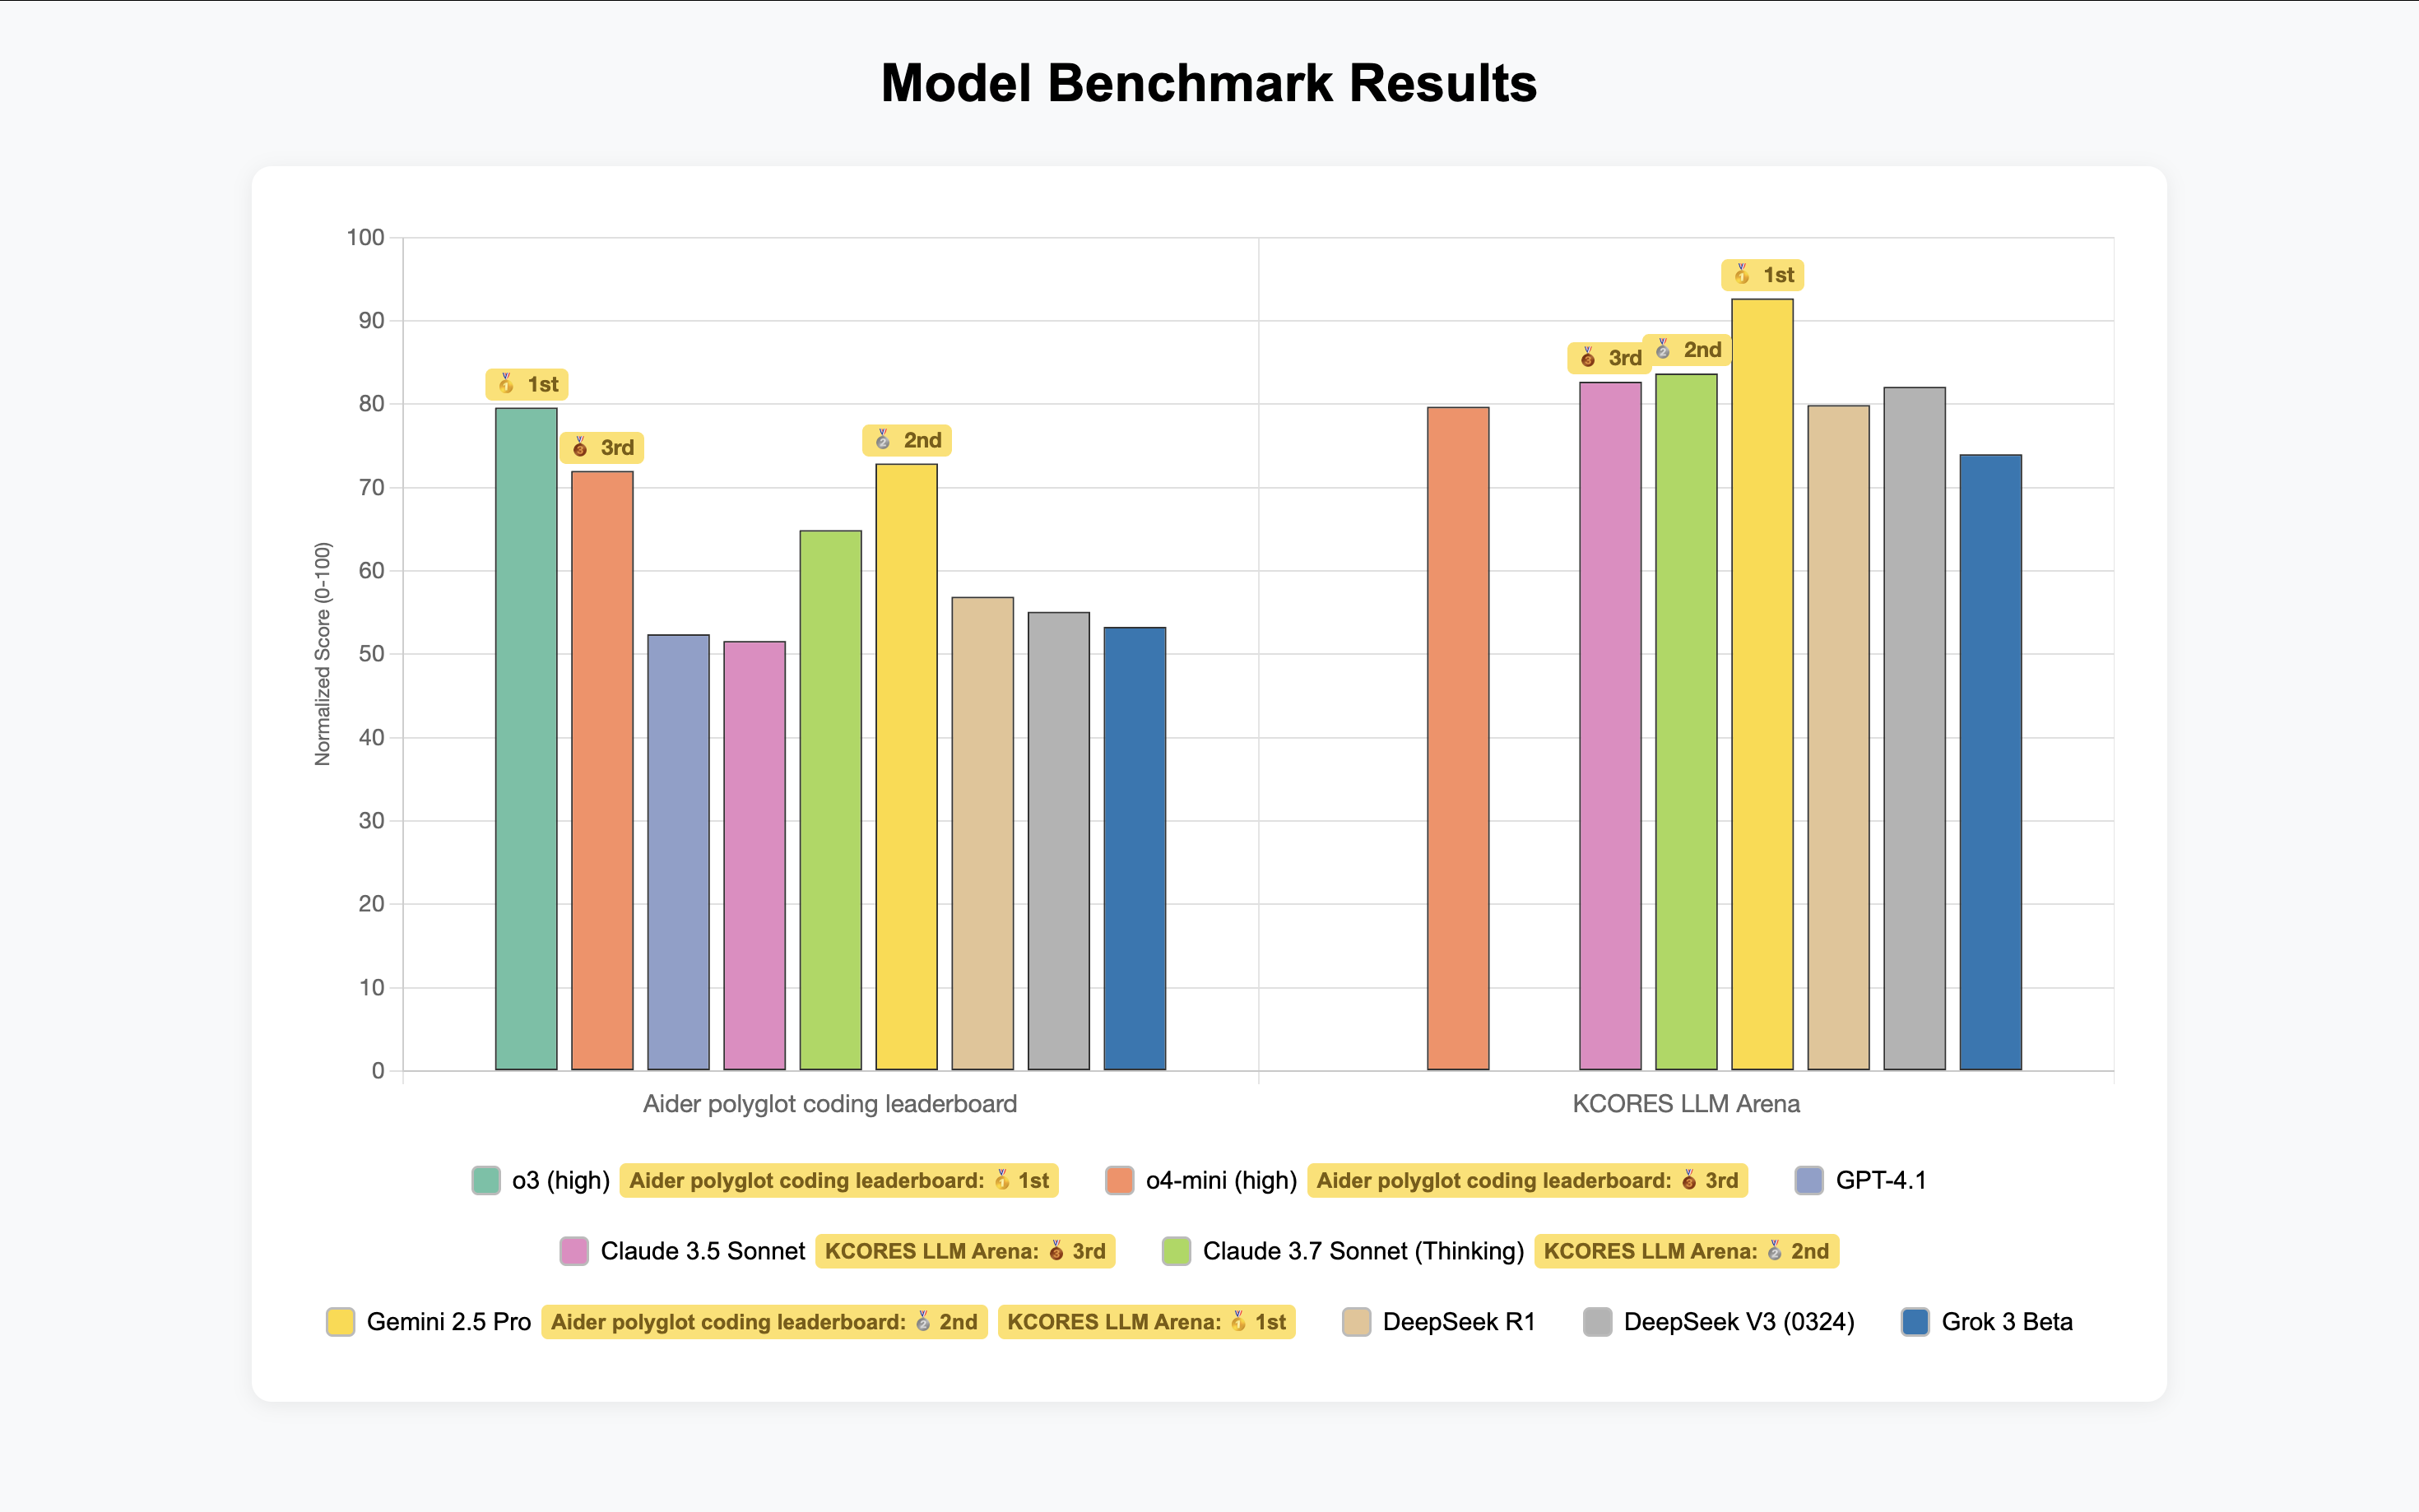 Model Benchmark Results
100
90
80
70
60
50
40
30
20
10
0
Normalized Score (0-100)
🥇 1st
🥉 3rd
🥈 2nd
🥉 3rd
🥈 2nd
🥇 1st
Aider polyglot coding leaderboard
KCORES LLM Arena
o3 (high) Aider polyglot coding leaderboard: 🥇 1st o4-mini (high) Aider polyglot coding leaderboard: 🥉 3rd GPT-4.1
Claude 3.5 Sonnet KCORES LLM Arena: 🥉 3rd Claude 3.7 Sonnet (Thinking) KCORES LLM Arena: 🥈 2nd
Gemini 2.5 Pro Aider polyglot coding leaderboard: 🥈 2nd KCORES LLM Arena: 🥇 1st DeepSeek R1 DeepSeek V3 (0324) Grok 3 Beta